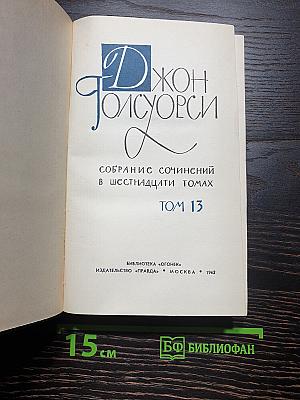 Джон
Голсуорси
СОБРАНИЕ СОЧИНЕНИЙ
В ШЕСТНАДЦАТИ ТОМАХ
ТОМ 13
БИБЛИОТЕКА «ОГОНЕК»
ИЗДАТЕЛЬСТВО «ПРАВДА» • МОСКВА • 1962
15 см
БФ БИБЛИОФАН